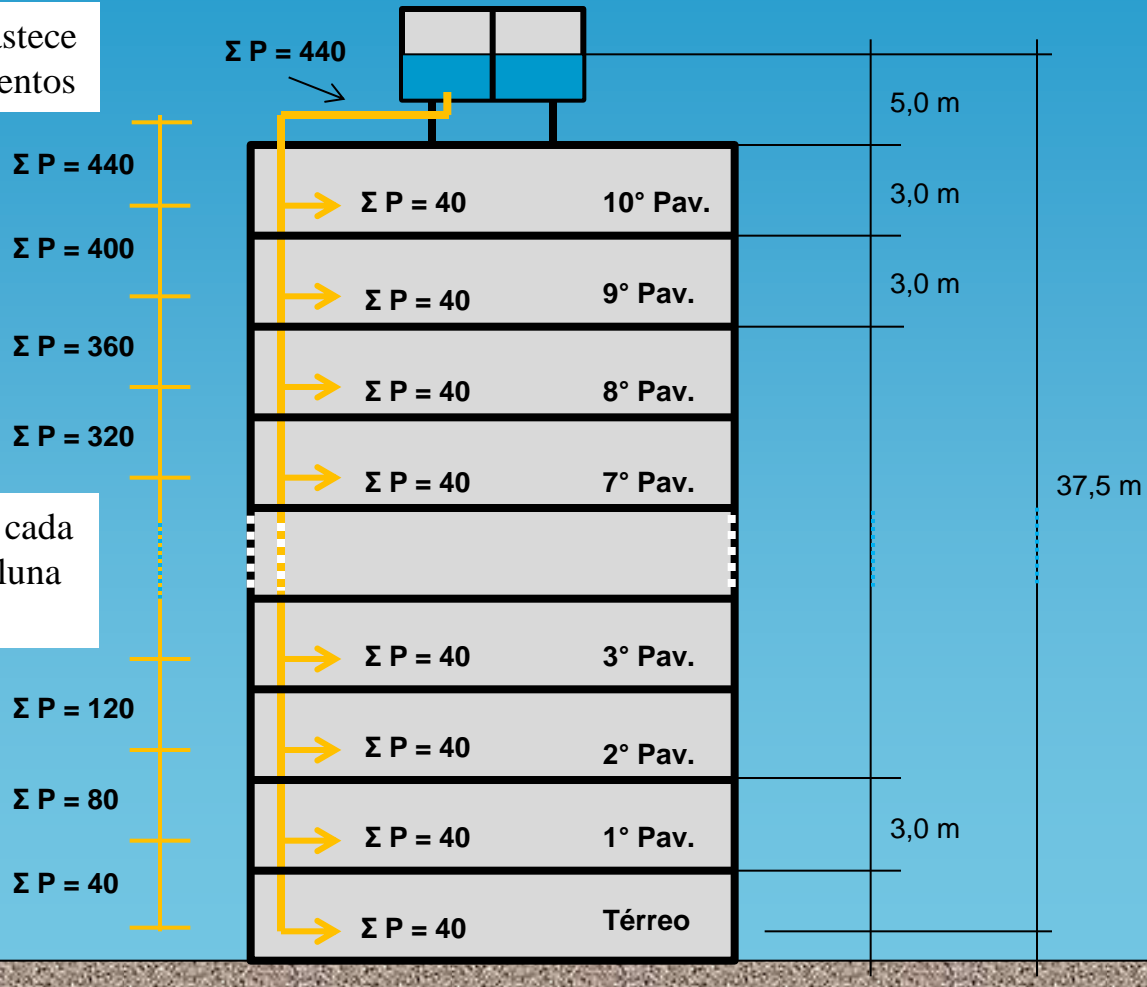 astece
entos
Σ P = 440
5,0 m
Σ P = 440
Σ P = 40
10° Pav.
3,0 m
Σ P = 400
Σ P = 40
9° Pav.
3,0 m
Σ P = 360
Σ P = 40
8° Pav.
Σ P = 320
Σ P = 40
7° Pav.
37,5 m
cada
luna
Σ P = 40
3° Pav.
Σ P = 120
Σ P = 40
2° Pav.
Σ P = 80
Σ P = 40
1° Pav.
3,0 m
Σ P = 40
Σ P = 40
Térreo